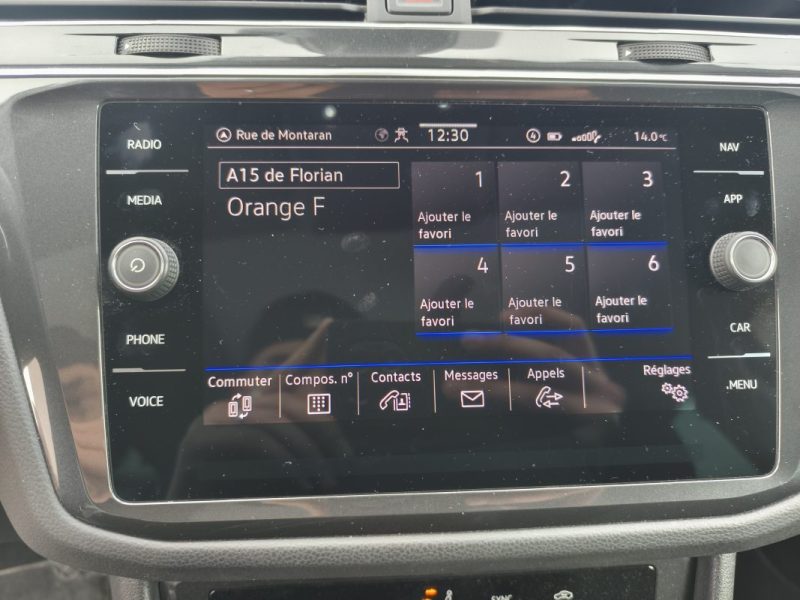 RADIO
MEDIA
PHONE
VOICE
Rue de Montaran
12:30
4
14.0°C
A15 de Florian
Orange F
1
Ajouter le
favori
2
Ajouter le
favori
3
Ajouter le
favori
4
Ajouter le
favori
5
Ajouter le
favori
6
Ajouter le
favori
Commuter
Compos. n°
Contacts
Messages
Appels
Réglages
NAV
APP
CAR
MENU
SYNC